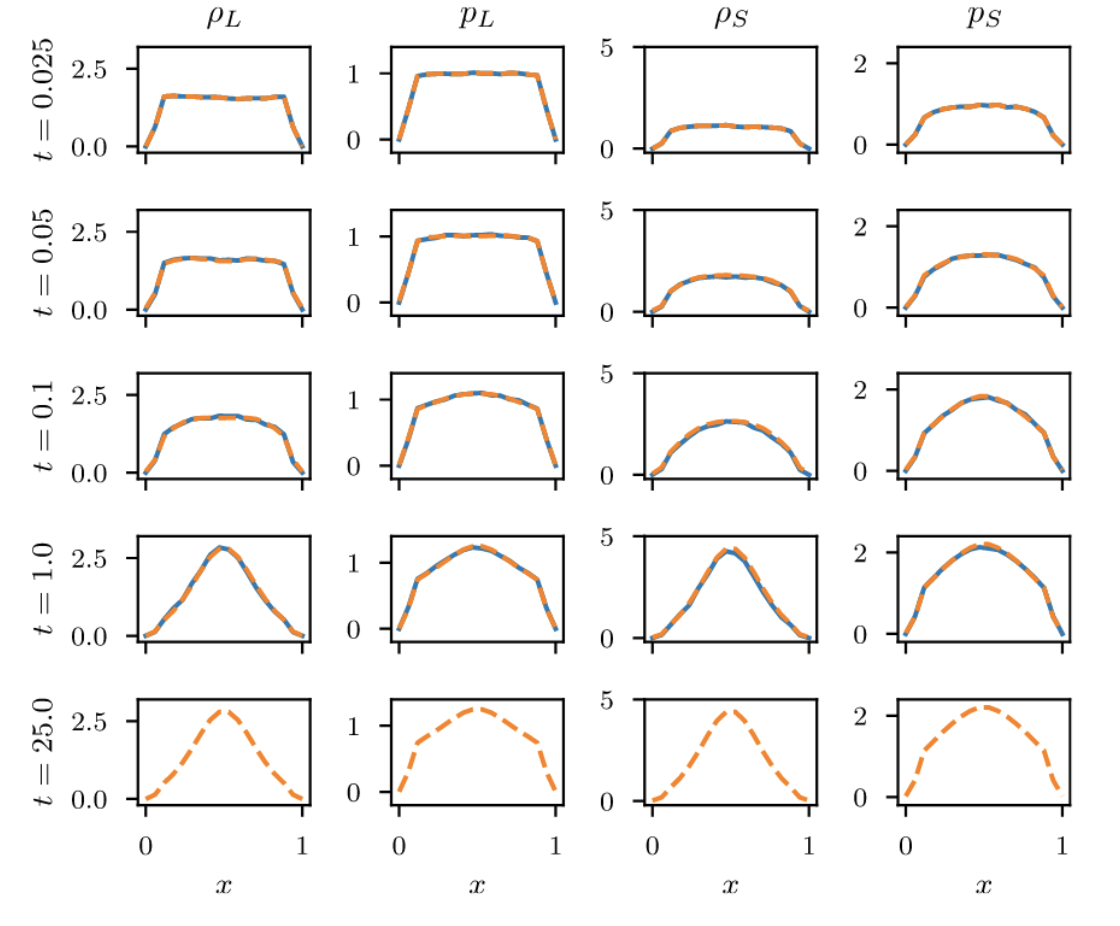 ρ_L p_L ρ_S p_S
t = 0.025 2.5 0.0 1 0 5 0 2 0
t = 0.05 2.5 0.0 1 0 5 0 2 0
t = 0.1 2.5 0.0 1 0 5 0 2 0
t = 1.0 2.5 0.0 1 0 5 0 2 0
t = 25.0 2.5 0.0 1 0 5 0 2 0
0 1 0 1 0 1 0 1
x x x x